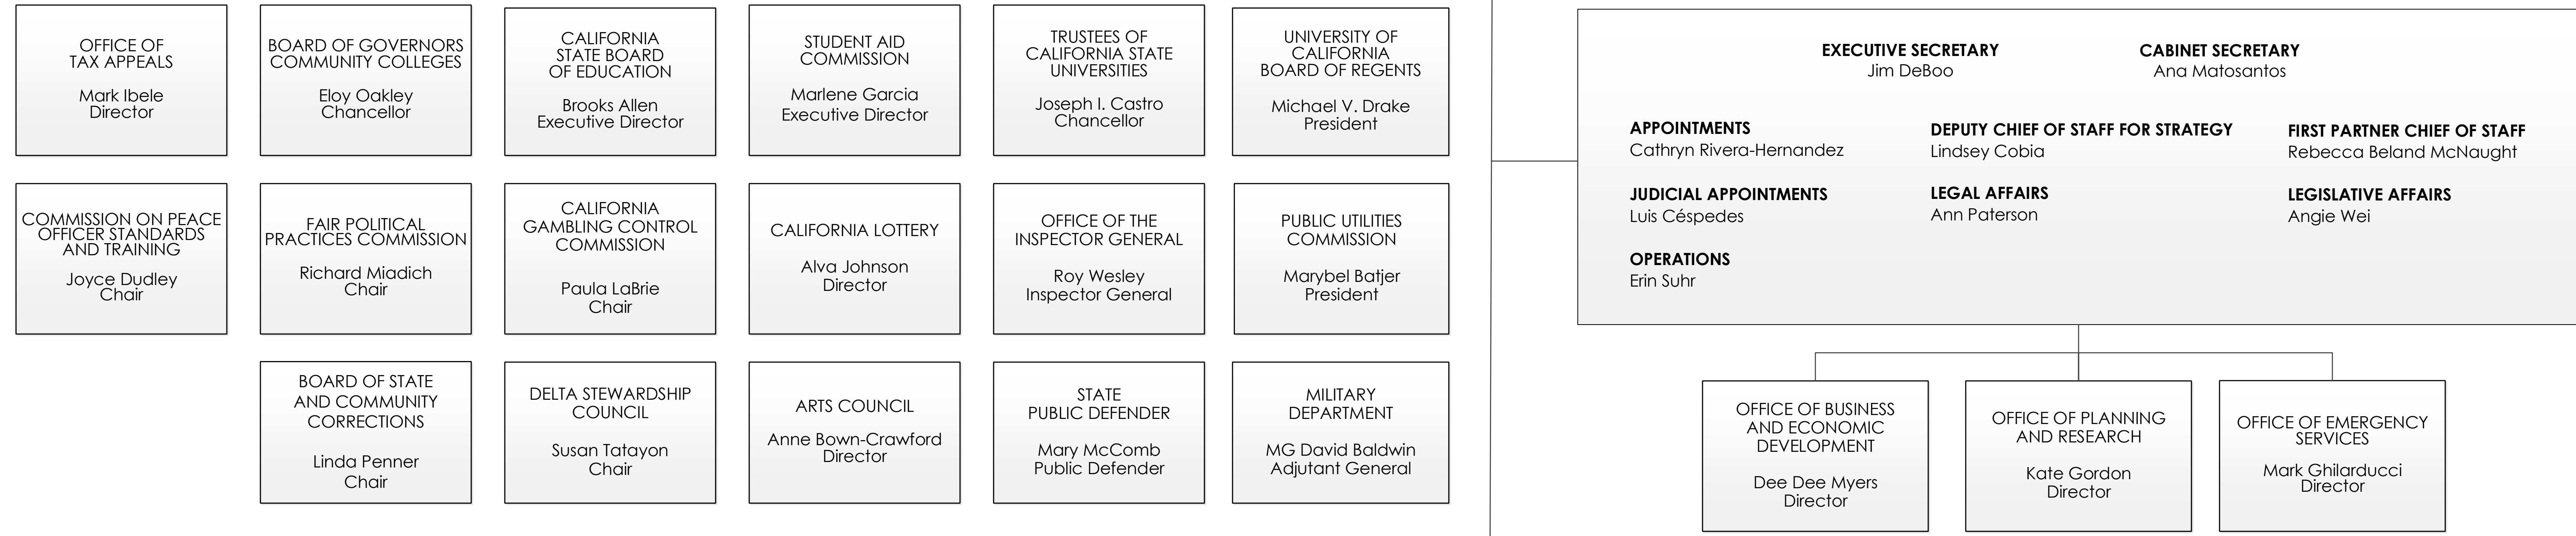 OFFICE OF
TAX APPEALS
Mark Ibele
Director
BOARD OF GOVERNORS
COMMUNITY COLLEGES
Eloy Oakley
Chancellor
CALIFORNIA
STATE BOARD
OF EDUCATION
Brooks Allen
Executive Director
STUDENT AID
COMMISSION
Marlene Garcia
Executive Director
TRUSTEES OF
CALIFORNIA STATE
UNIVERSITIES
Joseph I. Castro
Chancellor
UNIVERSITY OF
CALIFORNIA
BOARD OF REGENTS
Michael V. Drake
President
COMMISSION ON PEACE
OFFICER STANDARDS
AND TRAINING
Joyce Dudley
Chair
FAIR POLITICAL
PRACTICES COMMISSION
Richard Miadich
Chair
CALIFORNIA
GAMBLING CONTROL
COMMISSION
Paula LaBrie
Chair
CALIFORNIA LOTTERY
Alva Johnson
Director
OFFICE OF THE
INSPECTOR GENERAL
Roy Wesley
Inspector General
PUBLIC UTILITIES
COMMISSION
Marybel Batjer
President
BOARD OF STATE
AND COMMUNITY
CORRECTIONS
Linda Penner
Chair
DELTA STEWARDSHIP
COUNCIL
Susan Tatayon
Chair
ARTS COUNCIL
Anne Bown-Crawford
Director
STATE
PUBLIC DEFENDER
Mary McComb
Public Defender
MILITARY
DEPARTMENT
MG David Baldwin
Adjutant General
EXECUTIVE SECRETARY
Jim DeBoo
CABINET SECRETARY
Ana Matosantos
APPOINTMENTS
Cathryn Rivera-Hernandez
DEPUTY CHIEF OF STAFF FOR STRATEGY
Lindsey Cobia
FIRST PARTNER CHIEF OF STAFF
Rebecca Beland McNaught
JUDICIAL APPOINTMENTS
Luis Céspedes
LEGAL AFFAIRS
Ann Paterson
LEGISLATIVE AFFAIRS
Angie Wei
OPERATIONS
Erin Suhr
OFFICE OF BUSINESS
AND ECONOMIC
DEVELOPMENT
Dee Dee Myers
Director
OFFICE OF PLANNING
AND RESEARCH
Kate Gordon
Director
OFFICE OF EMERGENCY
SERVICES
Mark Ghilarducci
Director